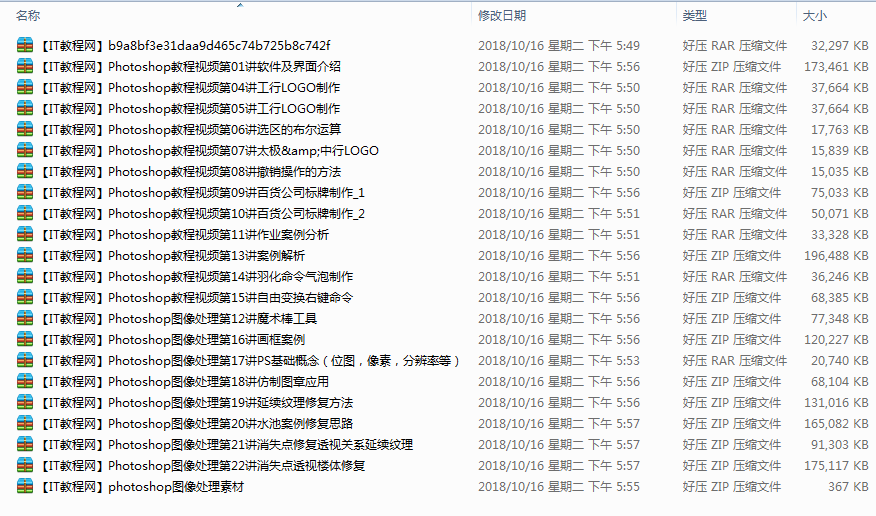 名称 修改日期 类型 大小
【IT教程网】b9a8bf3e31daa9d465c74b725b8c742f 2018/10/16 星期二 下午 5:49 好压 RAR 压缩文件 32,297 KB
【IT教程网】Photoshop教程视频第01讲软件及界面介绍 2018/10/16 星期二 下午 5:56 好压 ZIP 压缩文件 173,461 KB
【IT教程网】Photoshop教程视频第04讲工行LOGO制作 2018/10/16 星期二 下午 5:50 好压 RAR 压缩文件 37,664 KB
【IT教程网】Photoshop教程视频第05讲工行LOGO制作 2018/10/16 星期二 下午 5:50 好压 RAR 压缩文件 37,664 KB
【IT教程网】Photoshop教程视频第06讲选区的布尔运算 2018/10/16 星期二 下午 5:50 好压 RAR 压缩文件 17,763 KB
【IT教程网】Photoshop教程视频第07讲太极&amp;中行LOGO 2018/10/16 星期二 下午 5:50 好压 RAR 压缩文件 15,839 KB
【IT教程网】Photoshop教程视频第08讲撤销操作的方法 2018/10/16 星期二 下午 5:50 好压 RAR 压缩文件 15,035 KB
【IT教程网】Photoshop教程视频第09讲百货公司标牌制作_1 2018/10/16 星期二 下午 5:56 好压 ZIP 压缩文件 75,033 KB
【IT教程网】Photoshop教程视频第10讲百货公司标牌制作_2 2018/10/16 星期二 下午 5:51 好压 RAR 压缩文件 50,071 KB
【IT教程网】Photoshop教程视频第11讲作业案例分析 2018/10/16 星期二 下午 5:51 好压 RAR 压缩文件 33,328 KB
【IT教程网】Photoshop教程视频第13讲案例解析 2018/10/16 星期二 下午 5:56 好压 ZIP 压缩文件 196,488 KB
【IT教程网】Photoshop教程视频第14讲羽化命令气泡制作 2018/10/16 星期二 下午 5:51 好压 RAR 压缩文件 36,246 KB
【IT教程网】Photoshop教程视频第15讲自由变换右键命令 2018/10/16 星期二 下午 5:56 好压 ZIP 压缩文件 68,385 KB
【IT教程网】Photoshop图像处理第12讲魔术棒工具 2018/10/16 星期二 下午 5:56 好压 ZIP 压缩文件 77,348 KB
【IT教程网】Photoshop图像处理第16讲画框案例 2018/10/16 星期二 下午 5:56 好压 ZIP 压缩文件 120,227 KB
【IT教程网】Photoshop图像处理第17讲PS基础概念（位图，像素，分辨率等） 2018/10/16 星期二 下午 5:53 好压 RAR 压缩文件 20,740 KB
【IT教程网】Photoshop图像处理第18讲仿制图章应用 2018/10/16 星期二 下午 5:56 好压 ZIP 压缩文件 68,104 KB
【IT教程网】Photoshop图像处理第19讲延续纹理修复方法 2018/10/16 星期二 下午 5:56 好压 ZIP 压缩文件 131,016 KB
【IT教程网】Photoshop图像处理第20讲水池案例修复思路 2018/10/16 星期二 下午 5:57 好压 ZIP 压缩文件 165,082 KB
【IT教程网】Photoshop图像处理第21讲消失点修复透视关系延续纹理 2018/10/16 星期二 下午 5:57 好压 ZIP 压缩文件 91,303 KB
【IT教程网】Photoshop图像处理第22讲消失点透视楼体修复 2018/10/16 星期二 下午 5:57 好压 ZIP 压缩文件 175,117 KB
【IT教程网】photoshop图像处理素材 2018/10/16 星期二 下午 5:55 好压 ZIP 压缩文件 367 KB